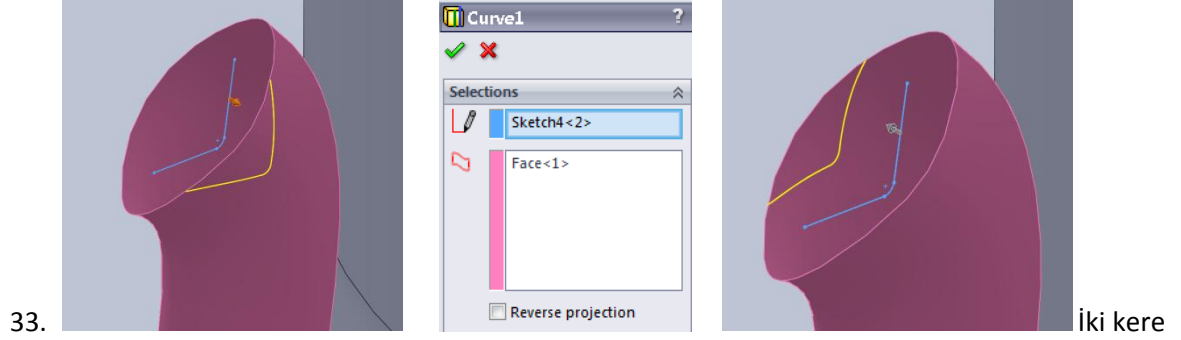 Curve1 ?
Selections
Sketch4<2>
Face<1>
Reverse projection
33. İki kere